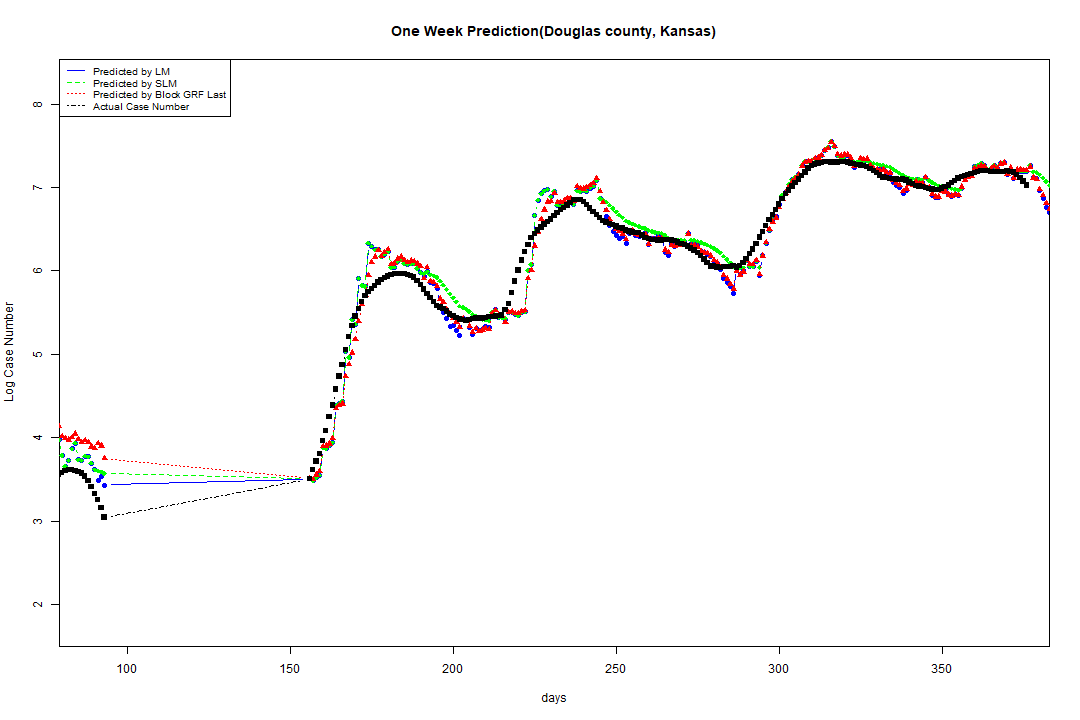 One Week Prediction(Douglas county, Kansas)
Predicted by LM
Predicted by SLM
Predicted by Block GRF Last
Actual Case Number
8
7
6
5
4
3
2
Log Case Number
100 150 200 250 300 350
days